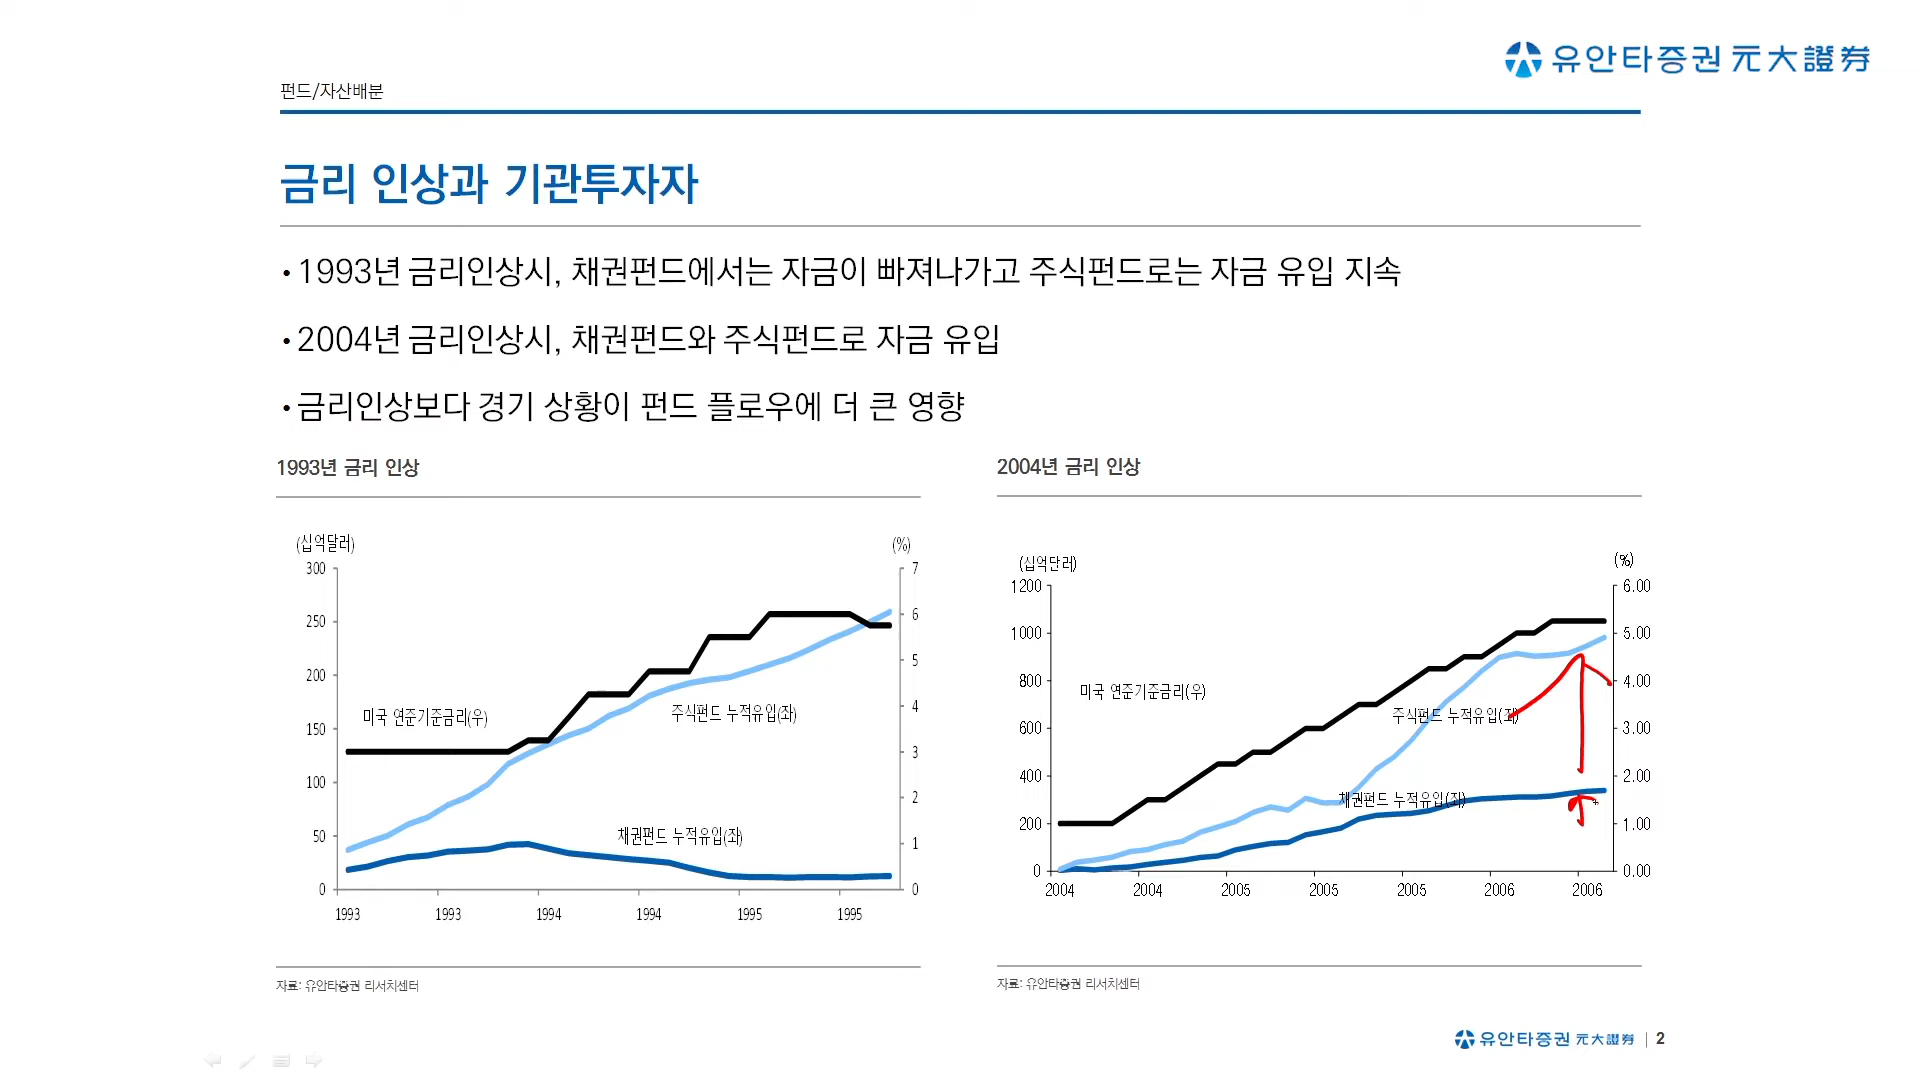 유안타증권 元大證券
펀드/자산배분
금리 인상과 기관투자자
• 1993년 금리인상시, 채권펀드에서는 자금이 빠져나가고 주식펀드로는 자금 유입 지속
• 2004년 금리인상시, 채권펀드와 주식펀드로 자금 유입
• 금리인상보다 경기 상황이 펀드 플로우에 더 큰 영향
1993년 금리 인상
(십억달러)
(%)
300
250
200
150
100
50
0
7
6
5
4
3
2
1
0
미국 연준기준금리(우)
주식펀드 누적유입(좌)
채권펀드 누적유입(좌)
1993 1993 1994 1994 1995 1995
자료: 유안타증권 리서치센터
2004년 금리 인상
(십억달러)
(%)
1200
1000
800
600
400
200
0
6.00
5.00
4.00
3.00
2.00
1.00
0.00
미국 연준기준금리(우)
주식펀드 누적유입(좌)
채권펀드 누적유입(좌)
2004 2004 2005 2005 2005 2006 2006
자료: 유안타증권 리서치센터
유안타증권 元大證券 | 2